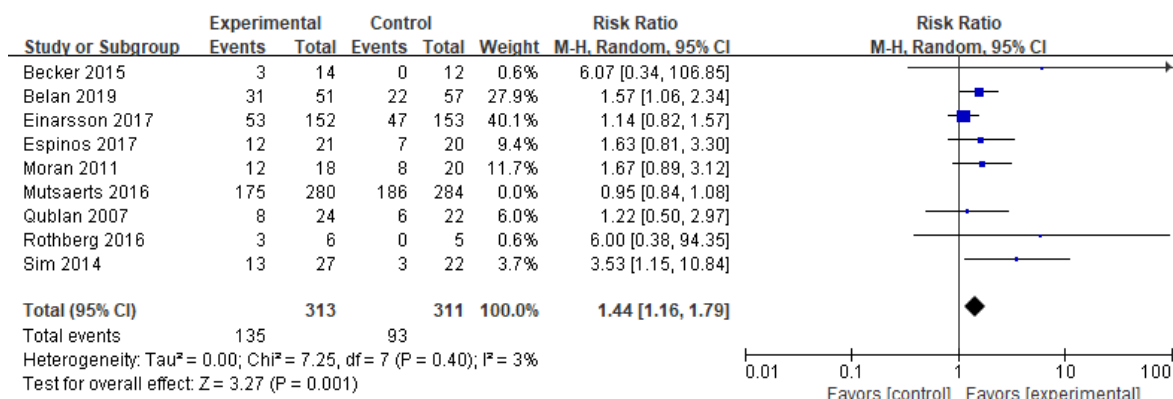 Experimental Control Risk Ratio Risk Ratio
Study or Subgroup Events Total Events Total Weight M-H, Random, 95% CI M-H, Random, 95% CI
Becker 2015 3 14 0 12 0.6% 6.07 [0.34, 106.85]
Belan 2019 31 51 22 57 27.9% 1.57 [1.06, 2.34]
Einarsson 2017 53 152 47 153 40.1% 1.14 [0.82, 1.57]
Espinos 2017 12 21 7 20 9.4% 1.63 [0.81, 3.30]
Moran 2011 12 18 8 20 11.7% 1.67 [0.89, 3.12]
Mutsaerts 2016 175 280 186 284 0.0% 0.95 [0.84, 1.08]
Qublan 2007 8 24 6 22 6.0% 1.22 [0.50, 2.97]
Rothberg 2016 3 6 0 5 0.6% 6.00 [0.38, 94.35]
Sim 2014 13 27 3 22 3.7% 3.53 [1.15, 10.84]
Total (95% CI) 313 311 100.0% 1.44 [1.16, 1.79]
Total events 135 93
Heterogeneity: Tau² = 0.00; Chi² = 7.25, df = 7 (P = 0.40); I² = 3%
Test for overall effect: Z = 3.27 (P = 0.001)
0.01 0.1 1 10 100
Favors [control] Favors [experimental]